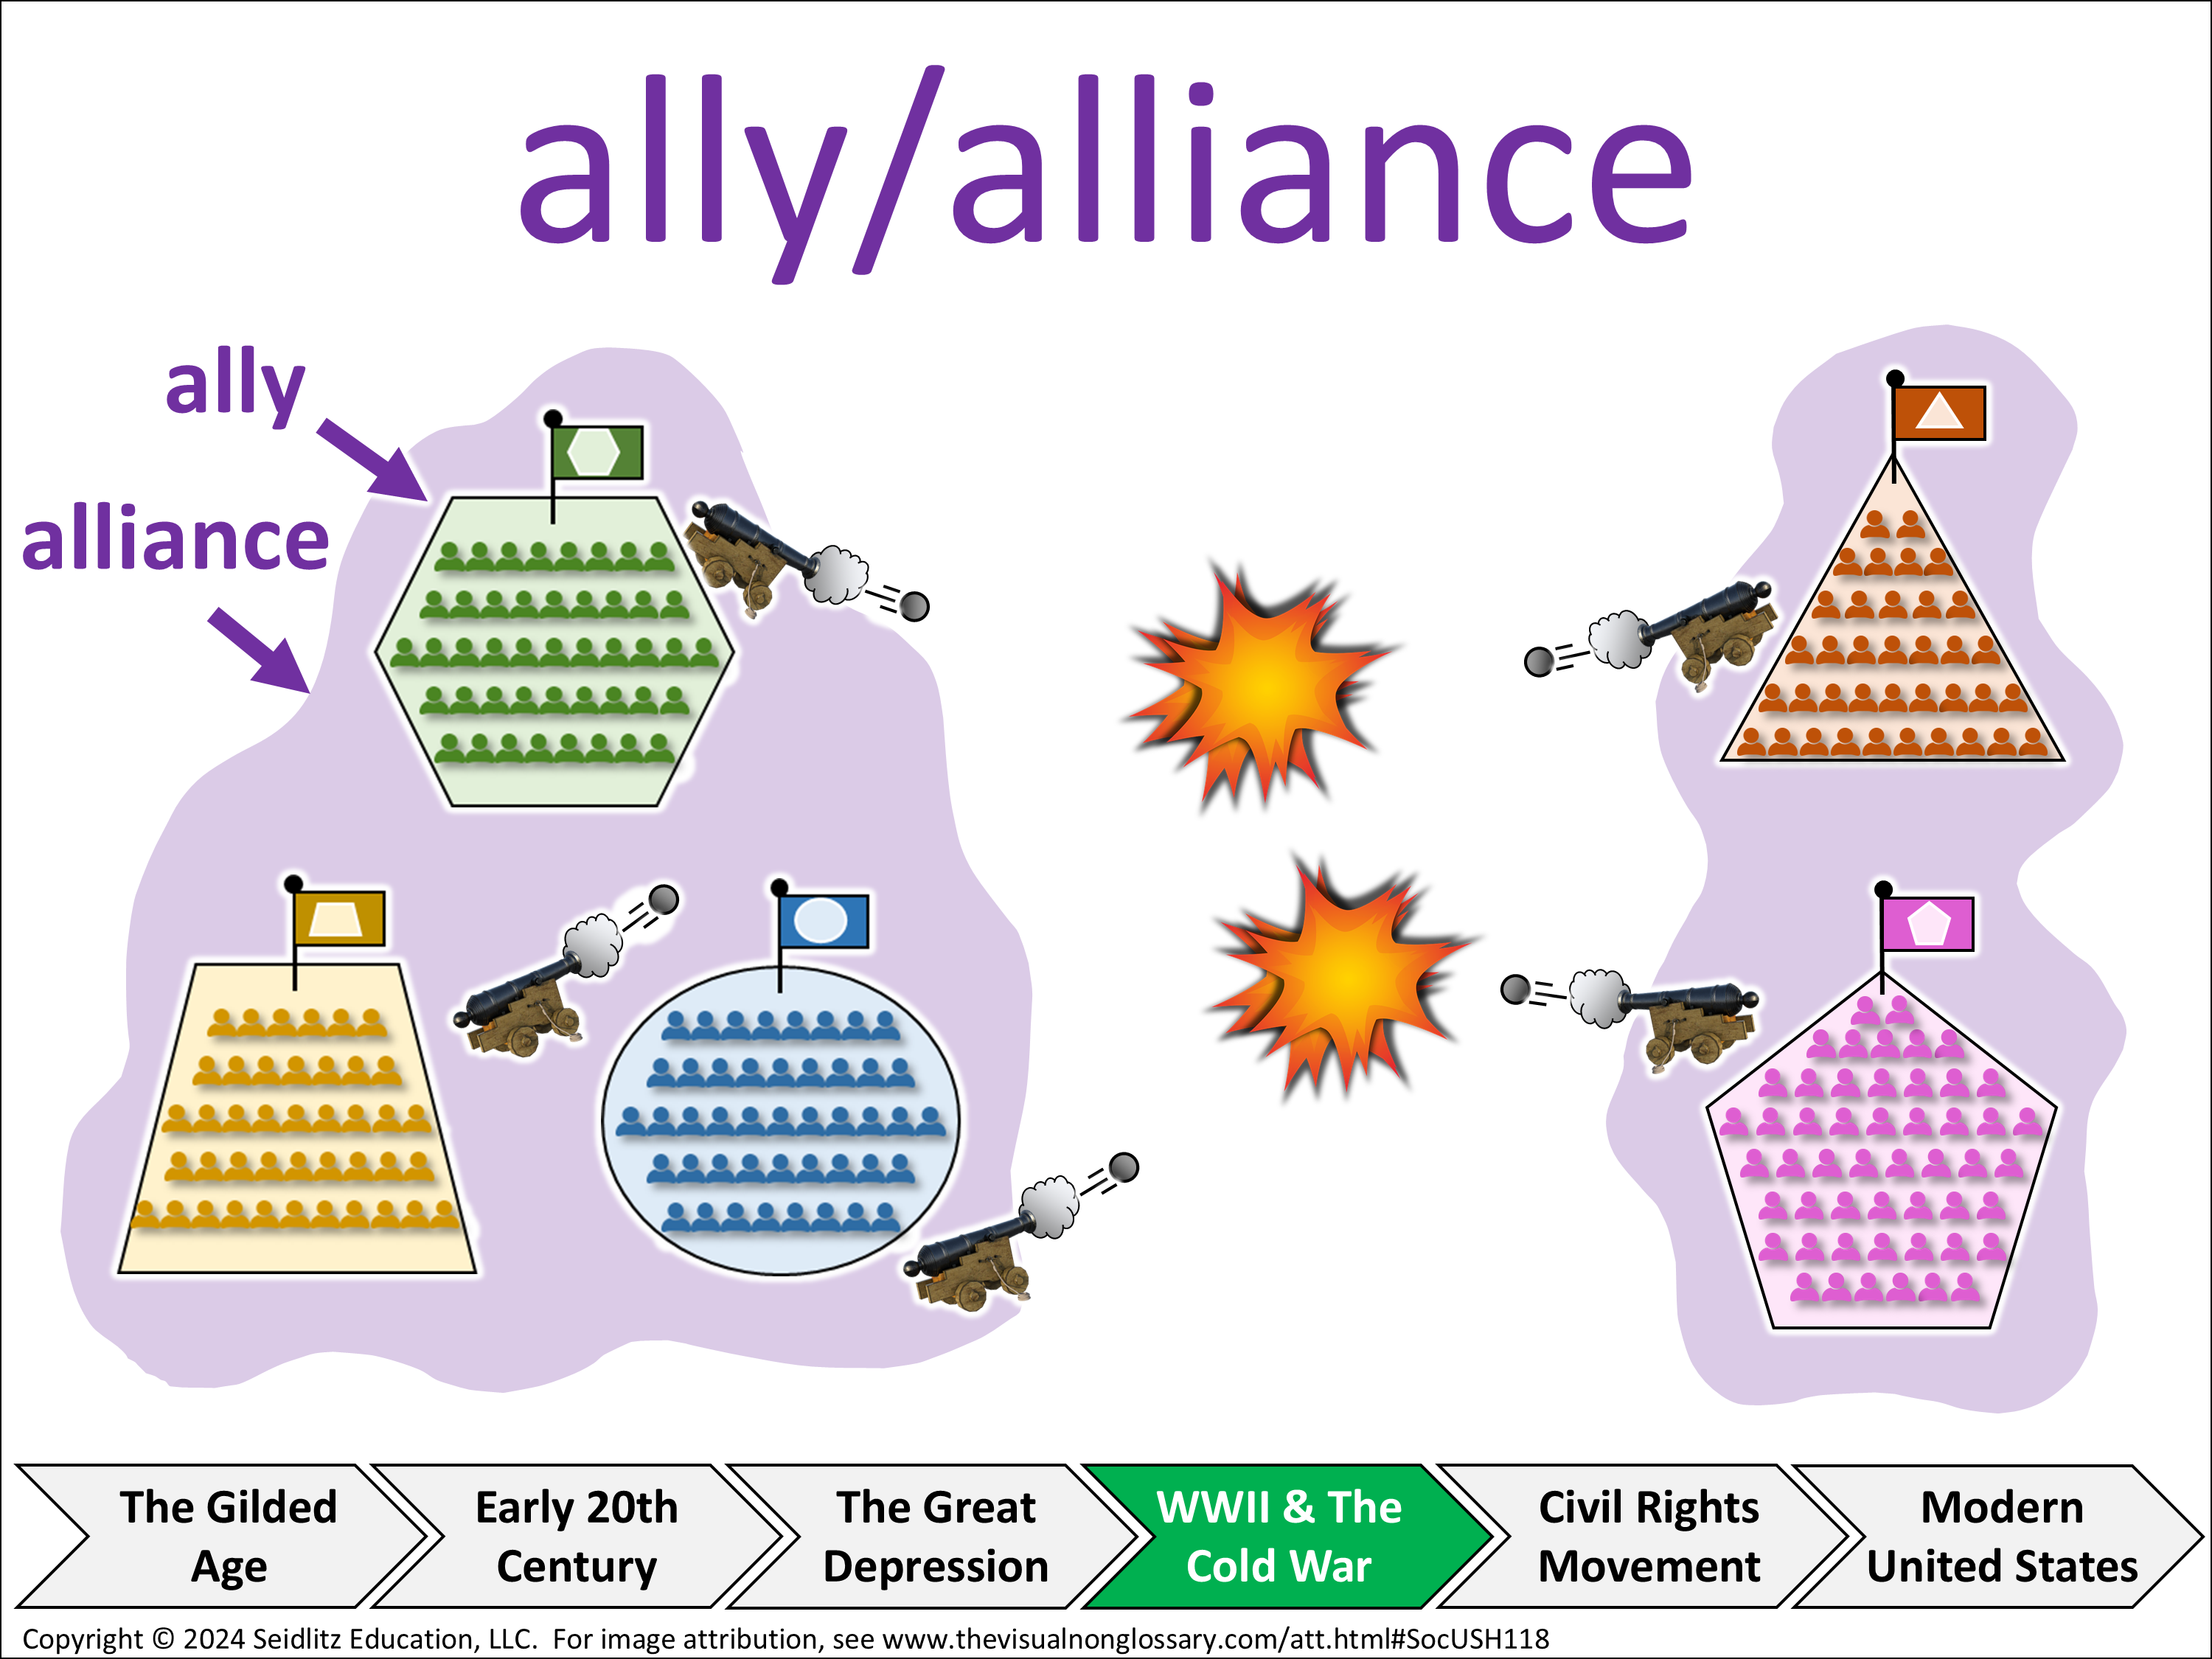 ally/alliance
ally
alliance
The Gilded
Age
Early 20th
Century
The Great
Depression
WWII & The
Cold War
Civil Rights
Movement
Modern
United States
Copyright © 2024 Seidlitz Education, LLC.  For image attribution, see www.thevisualnonglossary.com/att.html#SocUSH118